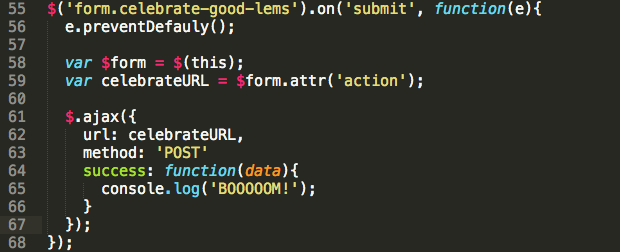 55 $('form.celebrate-good-lems').on('submit', function(e){
56 e.preventDefauly();
57
58 var $form = $(this);
59 var celebrateURL = $form.attr('action');
60
61 $.ajax({
62 url: celebrateURL,
63 method: 'POST'
64 success: function(data){
65 console.log('BOOOOOM!');
66 }
67 });
68 });